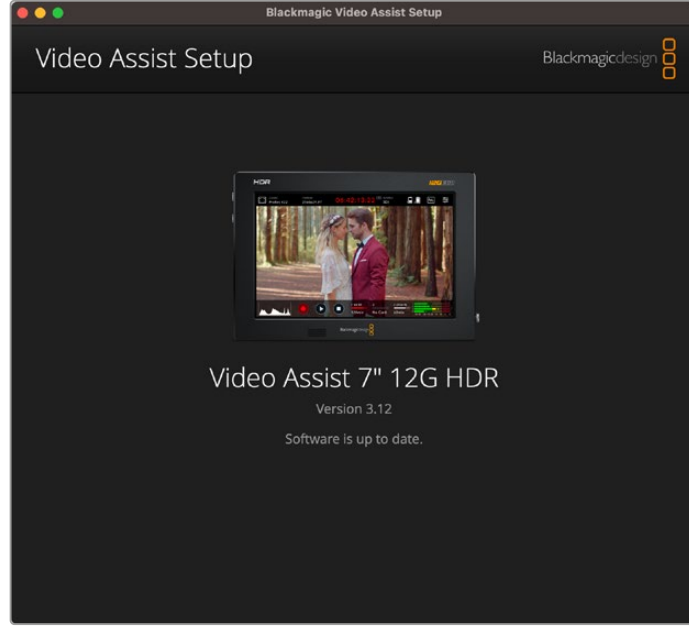 Blackmagic Video Assist Setup
Video Assist Setup
Blackmagicdesign
HDR
Video Assist 7" 12G HDR
Version 3.12
Software is up to date.